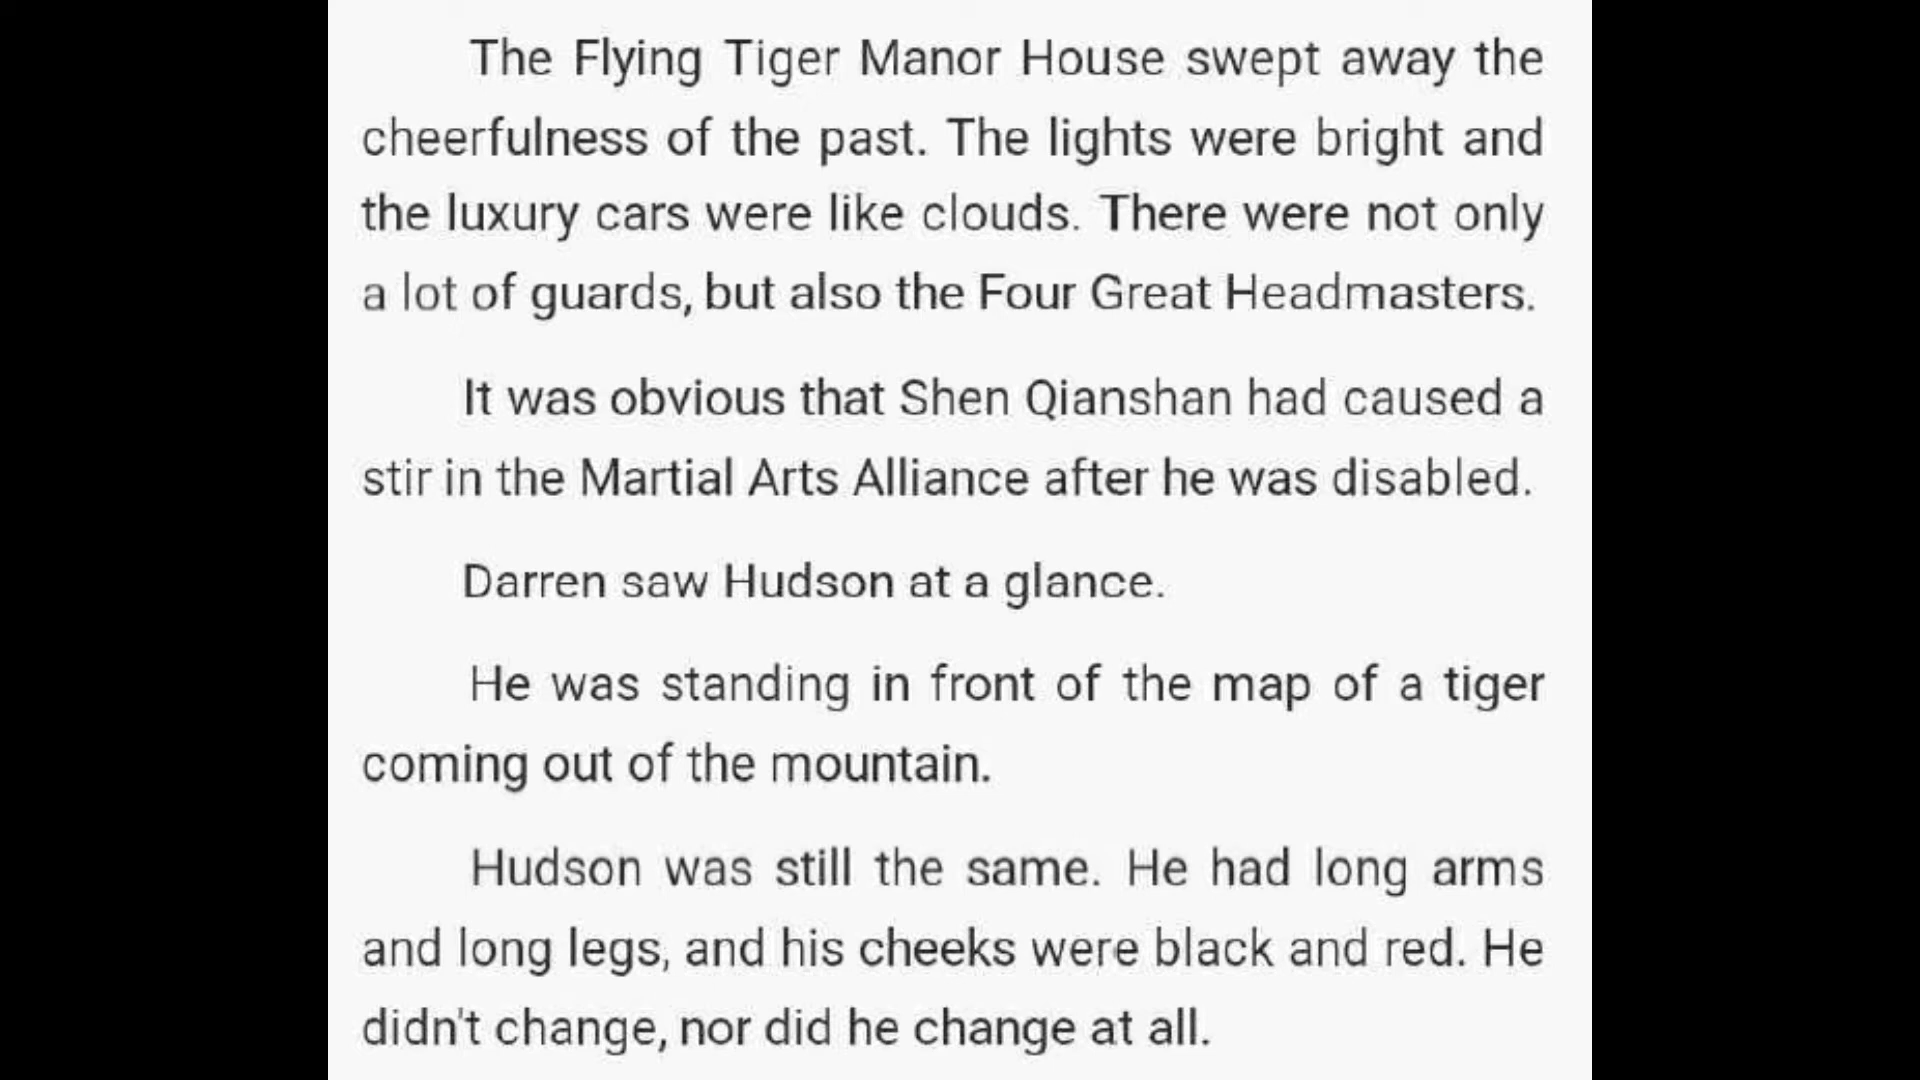 The Flying Tiger Manor House swept away the
cheerfulness of the past. The lights were bright and
the luxury cars were like clouds. There were not only
a lot of guards, but also the Four Great Headmasters.
It was obvious that Shen Qianshan had caused a
stir in the Martial Arts Alliance after he was disabled.
Darren saw Hudson at a glance.
He was standing in front of the map of a tiger
coming out of the mountain.
Hudson was still the same. He had long arms
and long legs, and his cheeks were black and red. He
didn't change, nor did he change at all.